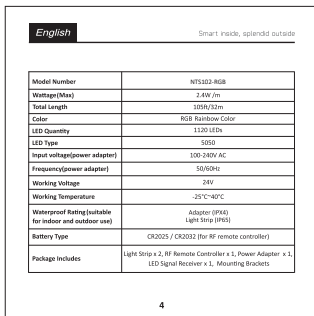 English
Smart inside, splendid outside
Model Number NTS102-RGB
Wattage(Max) 2.4W /m
Total Length 105ft/32m
Color RGB Rainbow Color
LED Quantity 1120 LEDs
LED Type 5050
Input voltage(power adapter) 100-240V AC
Frequency(power adapter) 50/60Hz
Working Voltage 24V
Working Temperature -25°C~40°C
Waterproof Rating(suitable
for indoor and outdoor use)
Adapter (IPX4)
Light Strip (IP65)
Battery Type CR2025 / CR2032 (for RF remote controller)
Package Includes
Light Strip x 2, RF Remote Controller x 1, Power Adapter x 1,
LED Signal Receiver x 1, Mounting Brackets
4